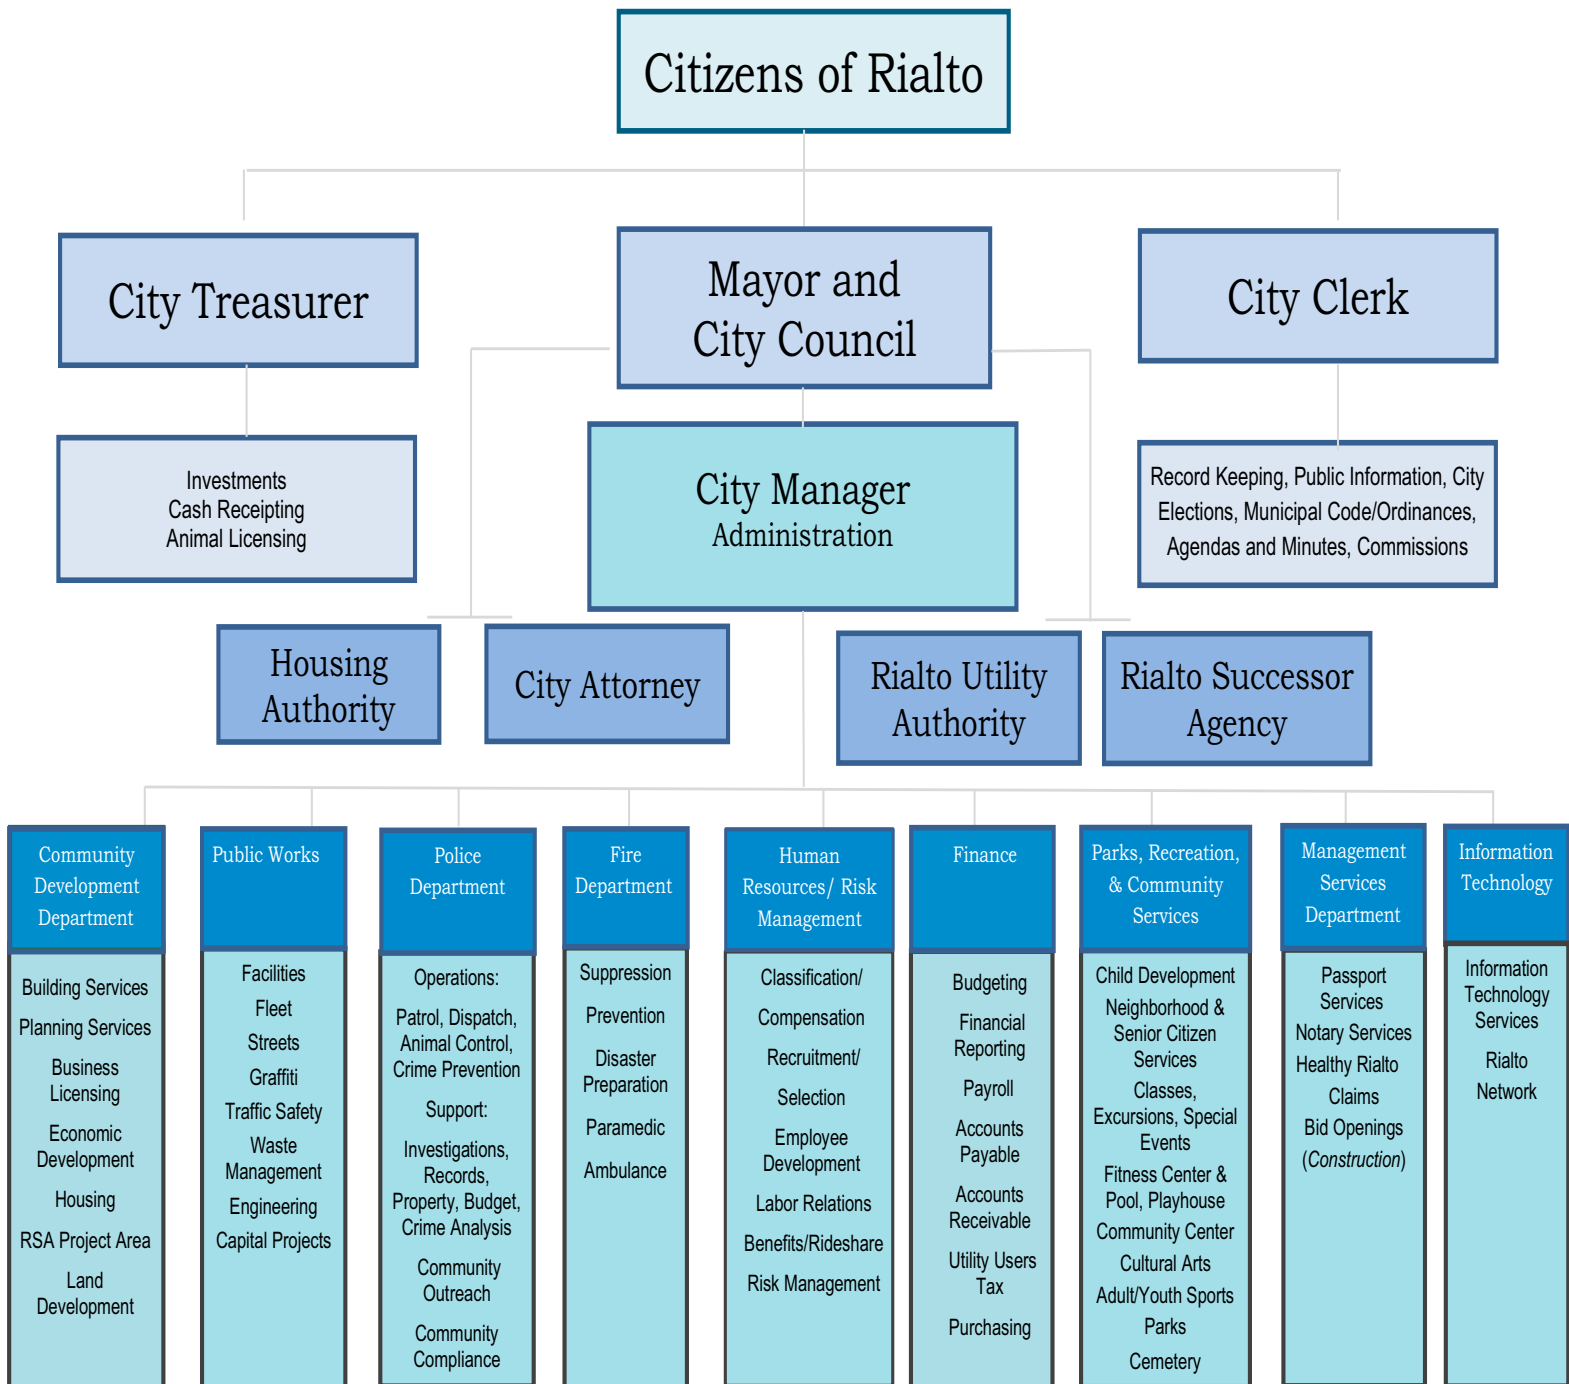 Citizens of Rialto
City Treasurer
Mayor and
City Council
City Clerk
Investments
Cash Receipting
Animal Licensing
City Manager
Administration
Record Keeping, Public Information, City
Elections, Municipal Code/Ordinances,
Agendas and Minutes, Commissions
Housing
Authority
City Attorney
Rialto Utility
Authority
Rialto Successor
Agency
Community
Development
Department
Building Services
Planning Services
Business
Licensing
Economic
Development
Housing
RSA Project Area
Land
Development
Public Works
Facilities
Fleet
Streets
Graffiti
Traffic Safety
Waste
Management
Engineering
Capital Projects
Police
Department
Operations:
Patrol, Dispatch,
Animal Control,
Crime Prevention
Support:
Investigations,
Records,
Property, Budget,
Crime Analysis
Community
Outreach
Community
Compliance
Fire
Department
Suppression
Prevention
Disaster
Preparation
Paramedic
Ambulance
Human
Resources/ Risk
Management
Classification/
Compensation
Recruitment/
Selection
Employee
Development
Labor Relations
Benefits/Rideshare
Risk Management
Finance
Budgeting
Financial
Reporting
Payroll
Accounts
Payable
Accounts
Receivable
Utility Users
Tax
Purchasing
Parks, Recreation,
& Community
Services
Child Development
Neighborhood &
Senior Citizen
Services
Classes,
Excursions, Special
Events
Fitness Center &
Pool, Playhouse
Community Center
Cultural Arts
Adult/Youth Sports
Parks
Cemetery
Management
Services
Department
Passport
Services
Notary Services
Healthy Rialto
Claims
Bid Openings
(Construction)
Information
Technology
Information
Technology
Services
Rialto
Network